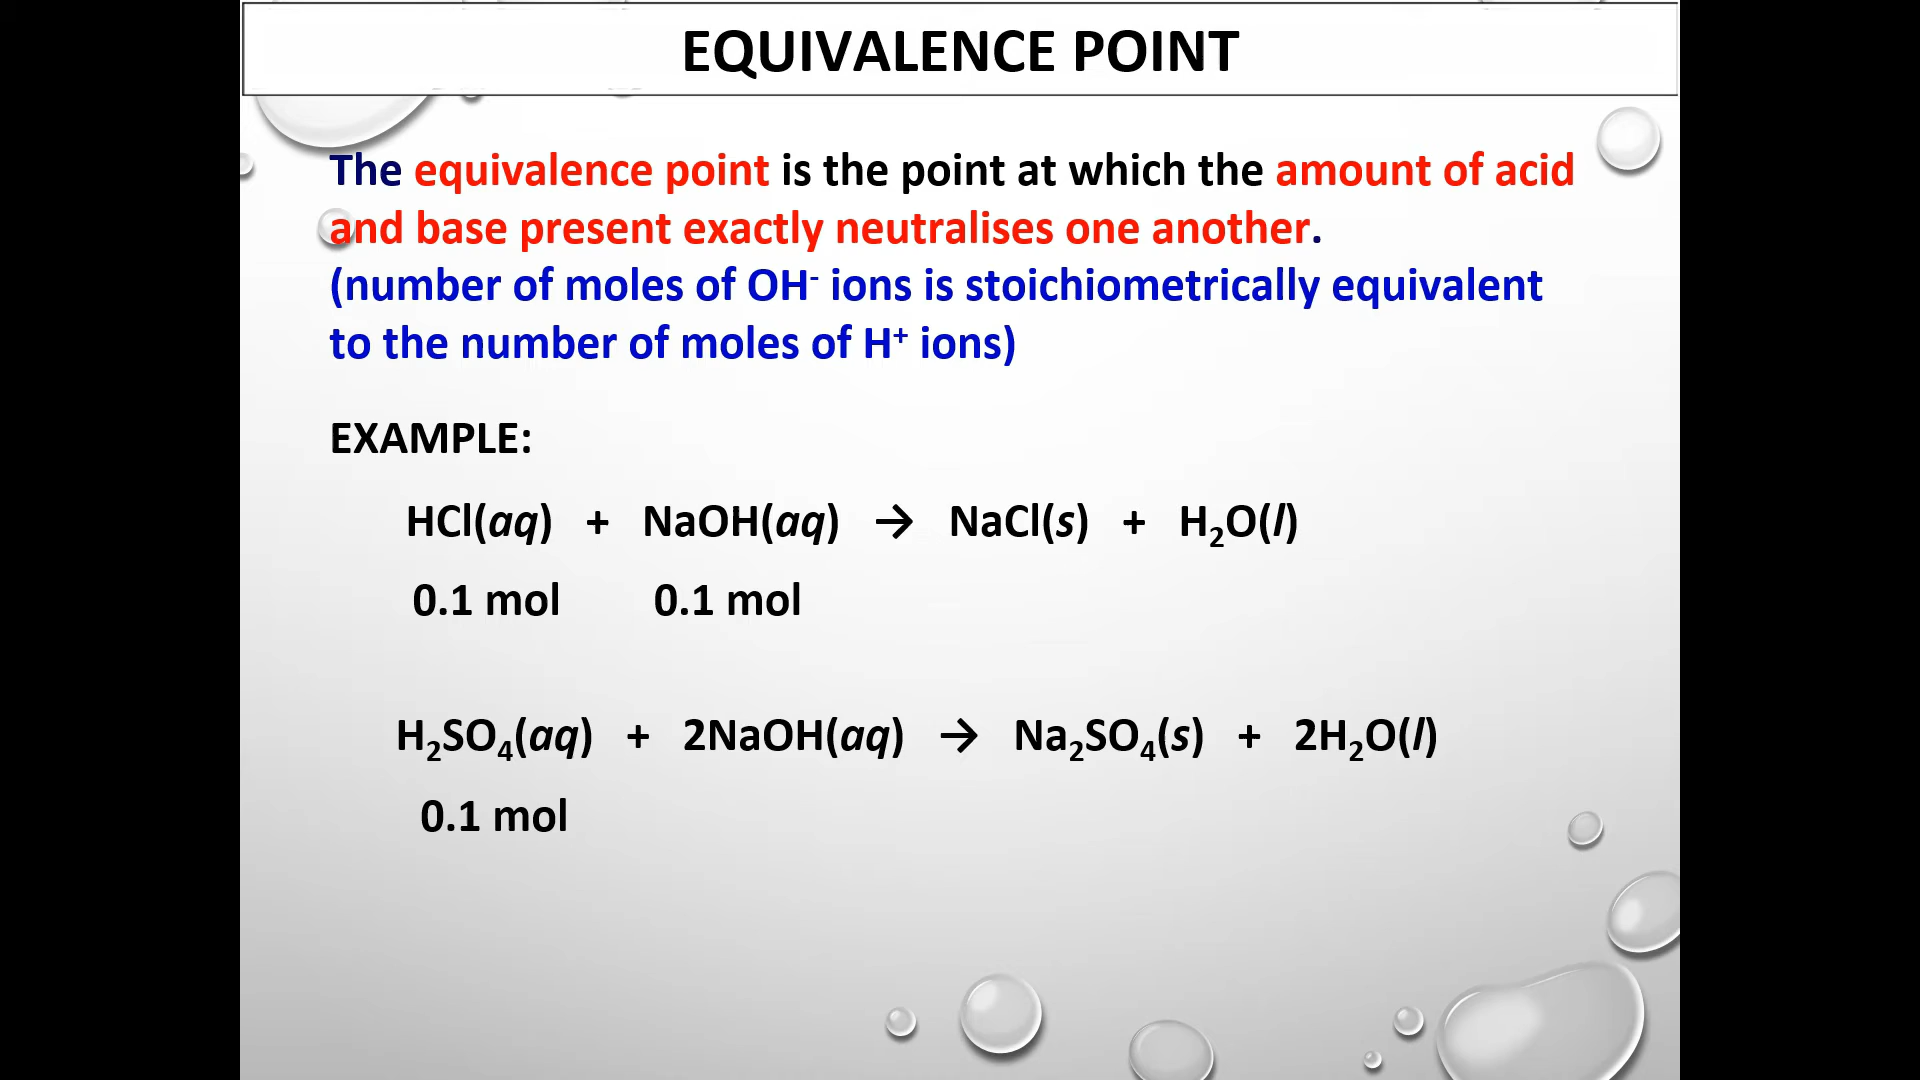 EQUIVALENCE POINT
The equivalence point is the point at which the amount of acid
and base present exactly neutralises one another.
(number of moles of OH⁻ ions is stoichiometrically equivalent
to the number of moles of H⁺ ions)
EXAMPLE:
HCl(aq) + NaOH(aq) → NaCl(s) + H₂O(l)
0.1 mol 0.1 mol
H₂SO₄(aq) + 2NaOH(aq) → Na₂SO₄(s) + 2H₂O(l)
0.1 mol